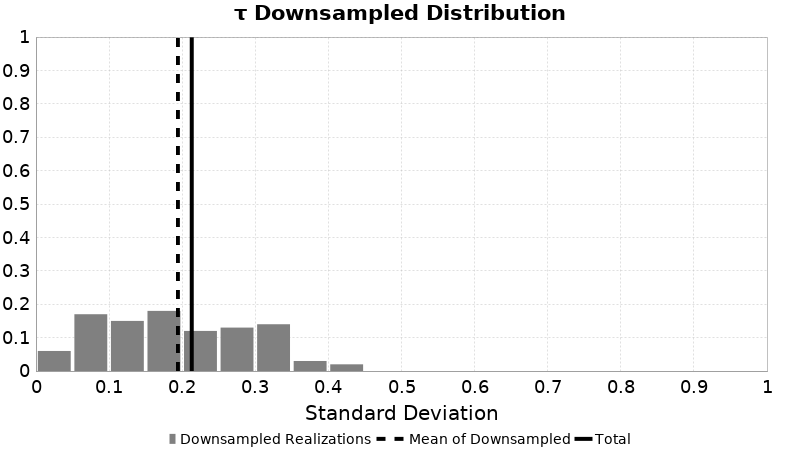 τ Downsampled Distribution
1
0.9
0.8
0.7
0.6
0.5
0.4
0.3
0.2
0.1
0
0 0.1 0.2 0.3 0.4 0.5 0.6 0.7 0.8 0.9 1
Standard Deviation
Downsampled Realizations Mean of Downsampled Total